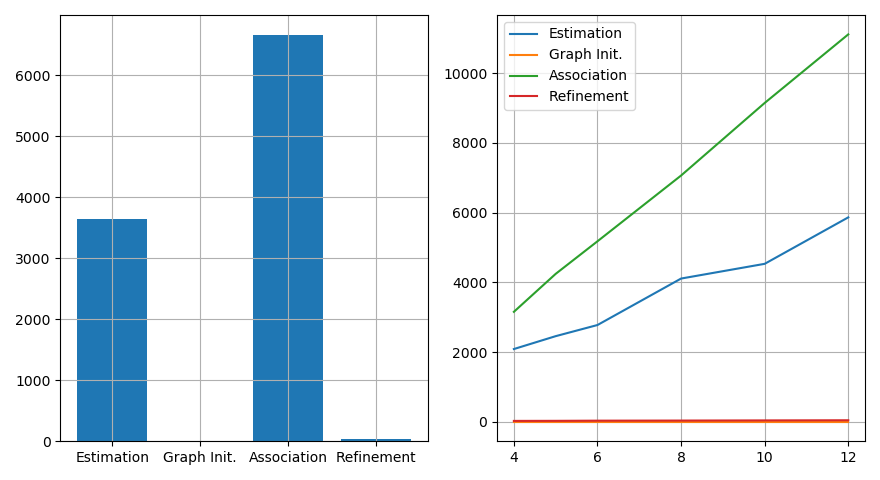 6000
5000
4000
3000
2000
1000
0
Estimation Graph Init. Association Refinement
Estimation
Graph Init.
Association
Refinement
10000
8000
6000
4000
2000
0
4 6 8 10 12